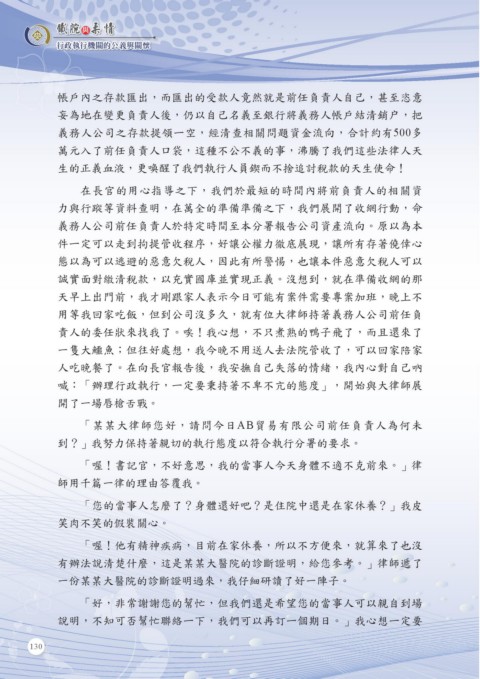 鐵腕與柔情
行政執行機關的公義與關懷
帳戶內之存款匯出，而匯出的受款人竟然就是前任負責人自己，甚至恣意
妄為地在變更負責人後，仍以自己名義至銀行將義務人帳戶結清銷戶，把
義務人公司之存款提領一空，經清查相關問題資金流向，合計約有500多
萬元入了前任負責人口袋，這種不公不義的事，沸騰了我們這些法律人天
生的正義血液，更喚醒了我們執行人員鍥而不捨追討稅款的天生使命！
在長官的用心指導之下，我們於最短的時間內將前負責人的相關資
力與行蹤等資料查明，在萬全的準備準備之下，我們展開了收網行動，命
義務人公司前任負責人於特定時間至本分署報告公司資產流向。原以為本
件一定可以走到拘提管收程序，好讓公權力徹底展現，讓所有存著僥倖心
態以為可以逃避的惡意欠稅人，因此有所警惕，也讓本件惡意欠稅人可以
誠實面對繳清稅款，以充實國庫並實現正義。沒想到，就在準備收網的那
天早上出門前，我才剛跟家人表示今日可能有案件需要專案加班，晚上不
用等我回家吃飯，但到公司沒多久，就有位大律師持著義務人公司前任負
責人的委任狀來找我了。唉！我心想，不只煮熟的鴨子飛了，而且還來了
一隻大鱷魚；但往好處想，我今晚不用送人去法院管收了，可以回家陪家
人吃晚餐了。在向長官報告後，我安撫自己失落的情緒，我內心對自己吶
喊：「辦理行政執行，一定要秉持著不卑不亢的態度」，開始與大律師展
開了一場唇槍舌戰。
「某某大律師您好，請問今日AB貿易有限公司前任負責人為何未
到？」我努力保持著親切的執行態度以符合執行分署的要求。
「喔！書記官，不好意思，我的當事人今天身體不適不克前來。」律
師用千篇一律的理由答覆我。
「您的當事人怎麼了？身體還好吧？是住院中還是在家休養？」我皮
笑肉不笑的假裝關心。
「喔！他有精神疾病，目前在家休養，所以不方便來，就算來了也沒
有辦法說清楚什麼，這是某某大醫院的診斷證明，給您參考。」律師遞了
一份某某大醫院的診斷證明過來，我仔細研讀了好一陣子。
「好，非常謝謝您的幫忙，但我們還是希望您的當事人可以親自到場
說明，不知可否幫忙聯絡一下，我們可以再訂一個期日。」我心想一定要
130